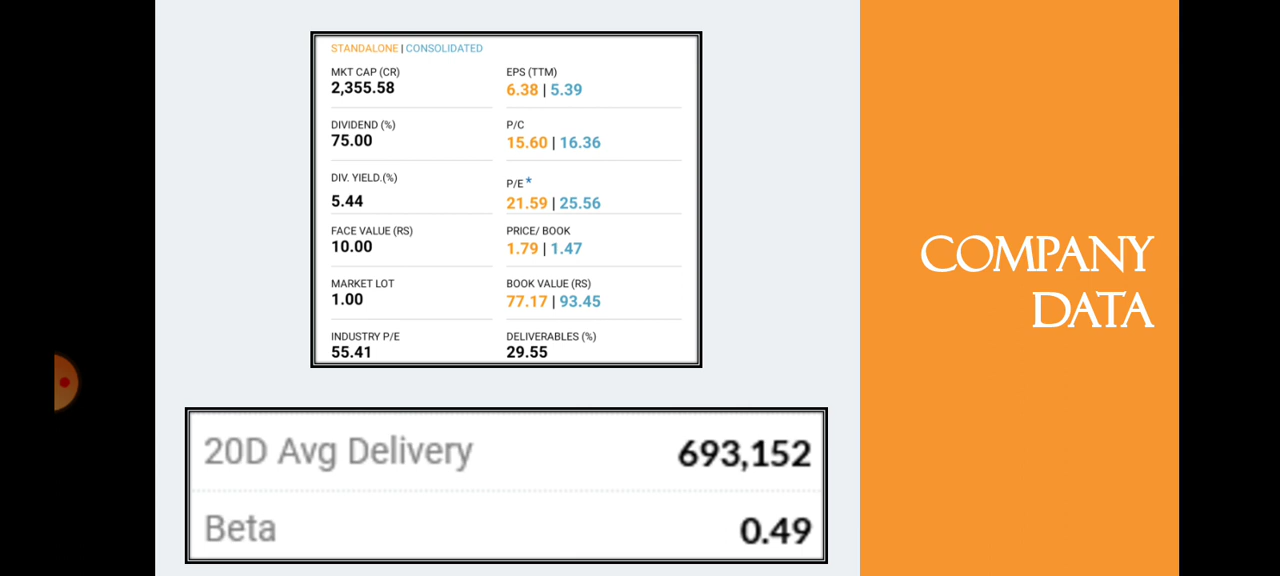 STANDALONE | CONSOLIDATED
MKT CAP (CR)
2,355.58
EPS (TTM)
6.38 | 5.39
DIVIDEND (%)
75.00
P/C
15.60 | 16.36
DIV. YIELD.(%)
5.44
P/E *
21.59 | 25.56
FACE VALUE (RS)
10.00
PRICE/ BOOK
1.79 | 1.47
MARKET LOT
1.00
BOOK VALUE (RS)
77.17 | 93.45
INDUSTRY P/E
55.41
DELIVERABLES (%)
29.55
20D Avg Delivery 693,152
Beta 0.49
COMPANY
DATA